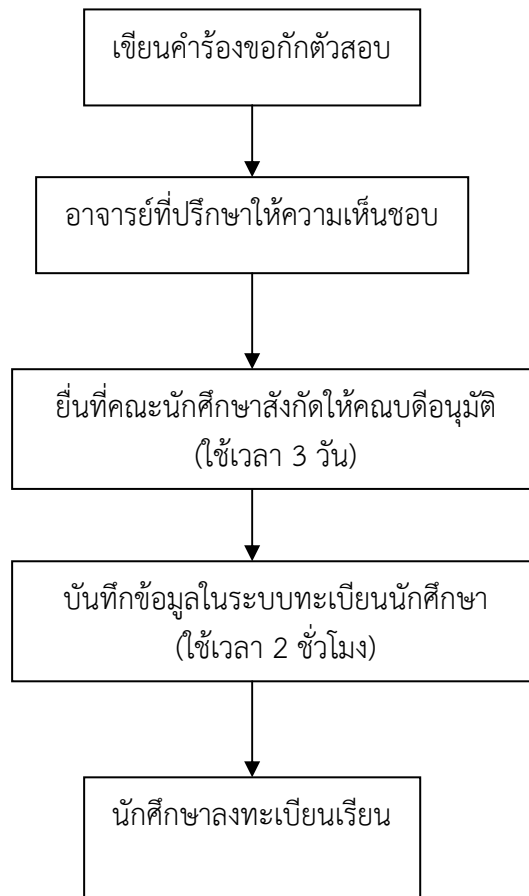 เขียนคำร้องขอกักตัวสอบ
อาจารย์ที่ปรึกษาให้ความเห็นชอบ
ยื่นที่คณะนักศึกษาสังกัดให้คณบดีอนุมัติ
(ใช้เวลา 3 วัน)
บันทึกข้อมูลในระบบทะเบียนนักศึกษา
(ใช้เวลา 2 ชั่วโมง)
นักศึกษาลงทะเบียนเรียน